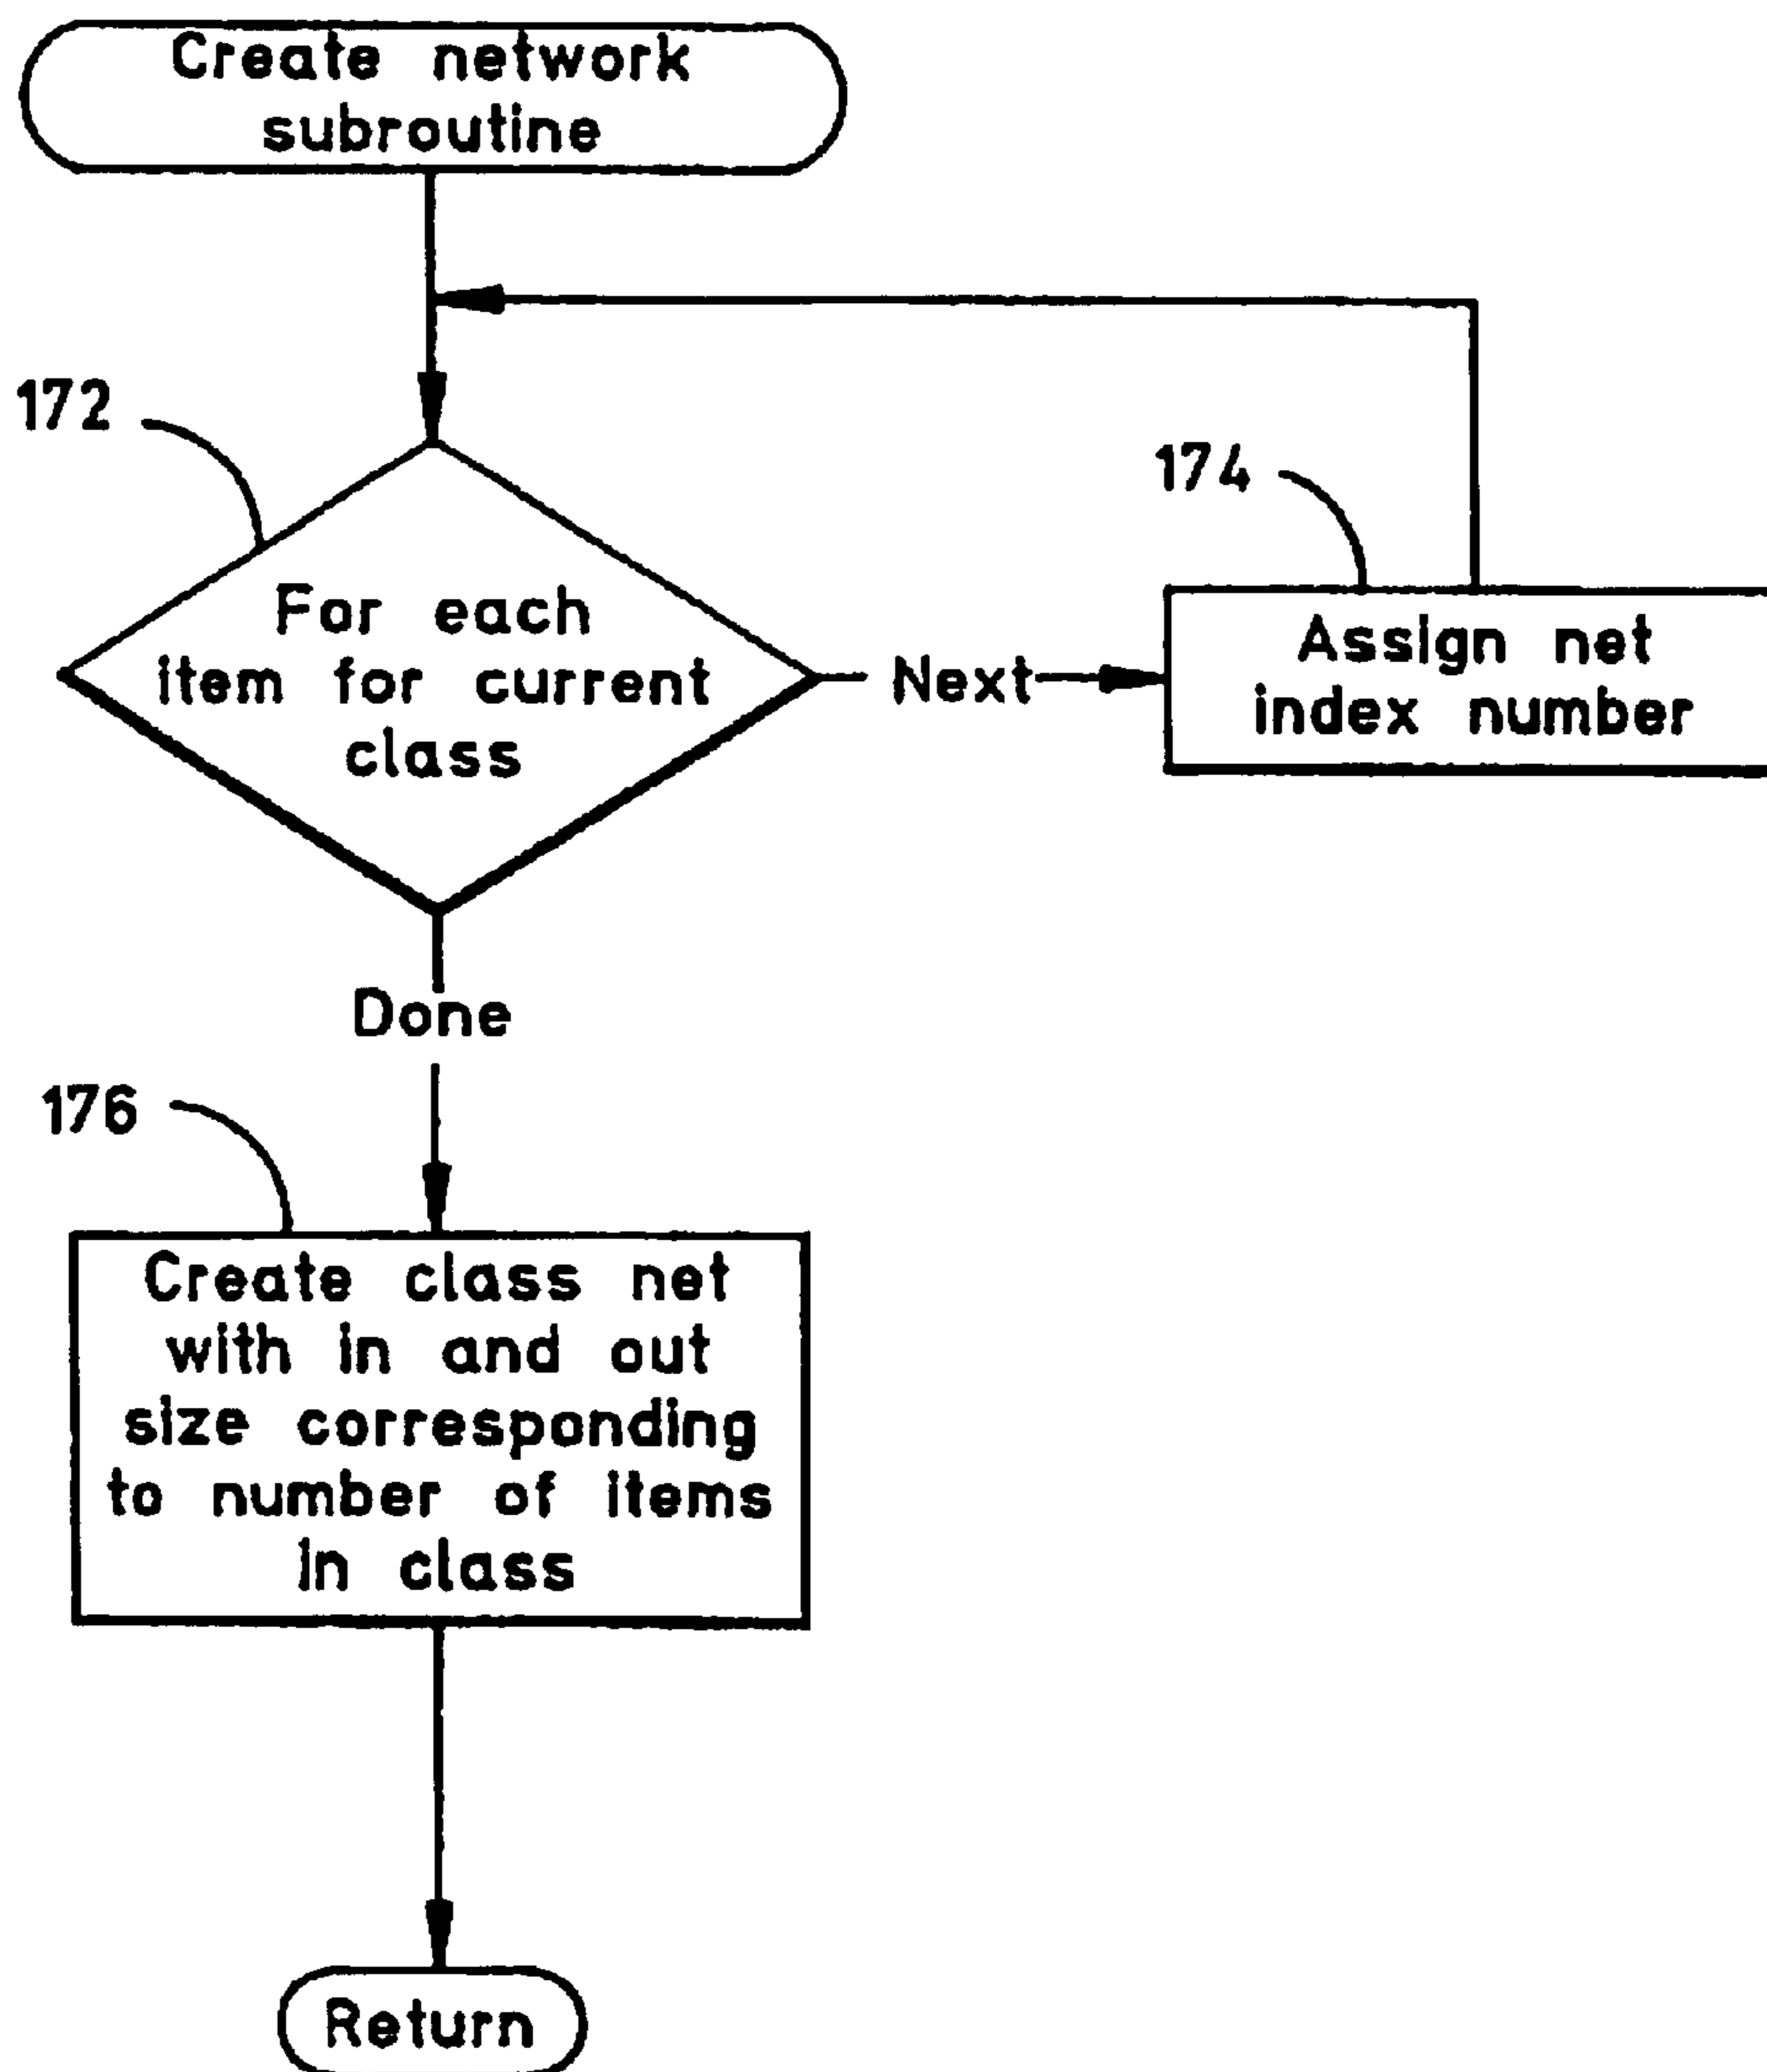 Create network
subroutine
172
174
For each
item for current
class
Next
Assign net
index number
Done
176
Create class net
with in and out
size corresponding
to number of items
in class
Return